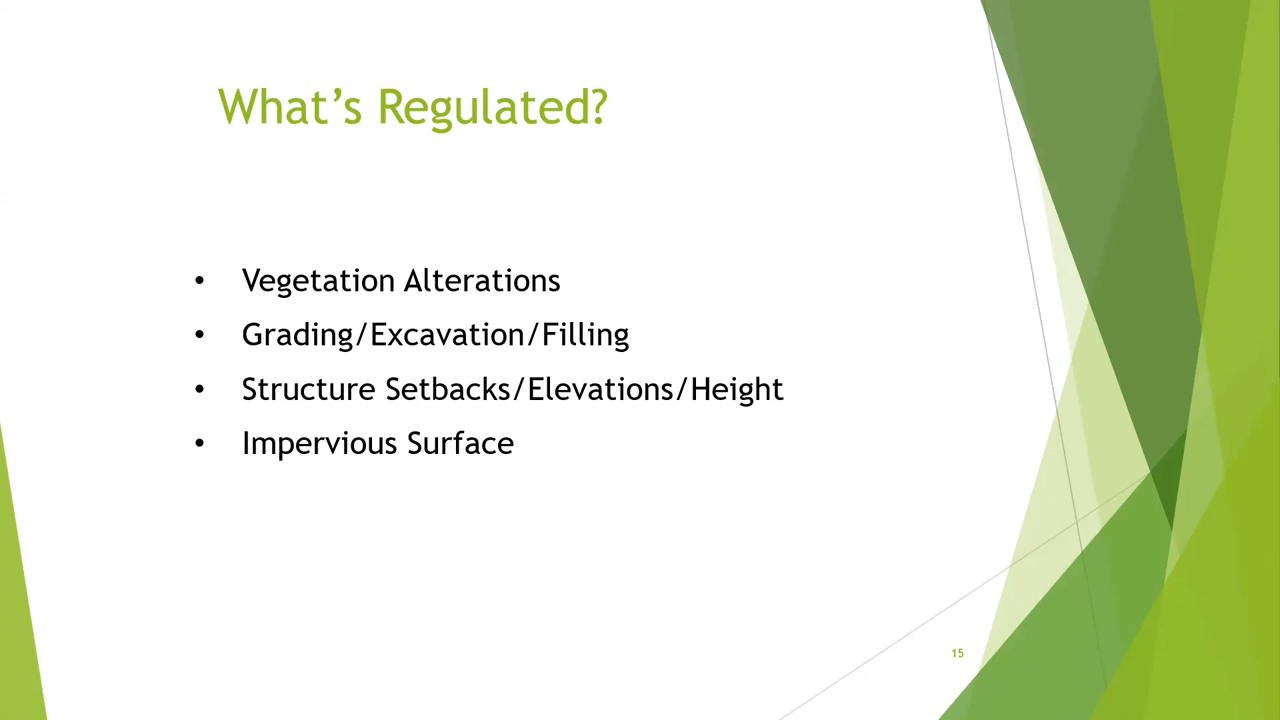 What’s Regulated?
• Vegetation Alterations
• Grading/Excavation/Filling
• Structure Setbacks/Elevations/Height
• Impervious Surface
15